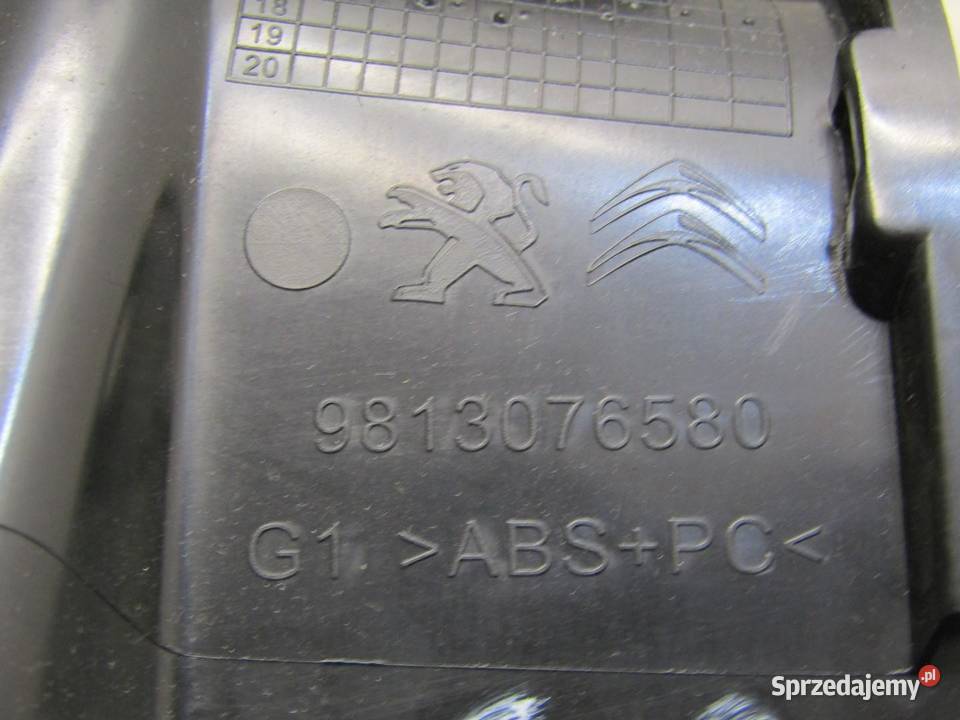 18
19
20
9813076580
G1 >ABS+PC<
Sprzedajemy.pl